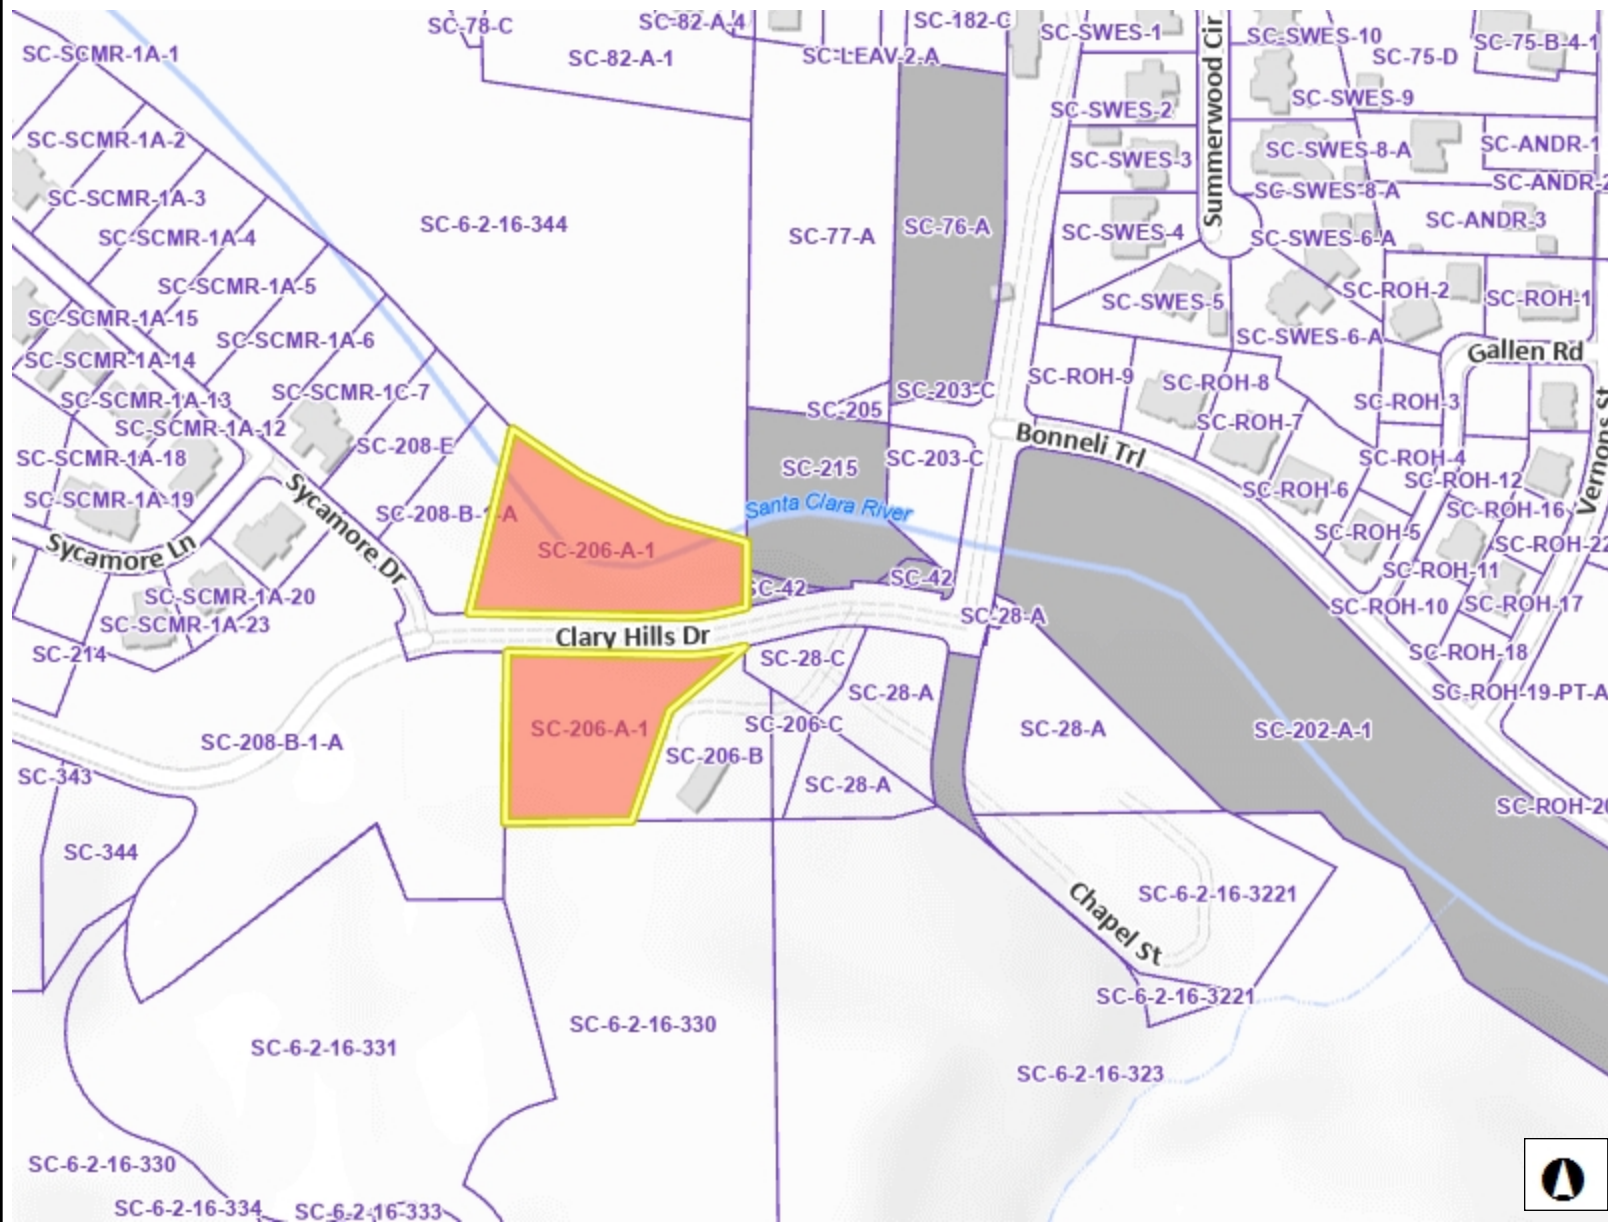 SC-78-C
SC-82-A-4
SC-182-C
SC-SWES-1
SC-SWES-10
SC-75-B-4-1
SC-SCMR-1A-1
SC-82-A-1
SC-LEAV-2-A
SC-75-D
Summerwood Cir
SC-SWES-2
SC-SWES-9
SC-SCMR-1A-2
SC-SWES-3
SC-SWES-8-A
SC-ANDR-1
SC-SCMR-1A-3
SC-SWES-8-A
SC-ANDR-2
SC-SCMR-1A-4
SC-6-2-16-344
SC-77-A
SC-76-A
SC-SWES-4
SC-SWES-6-A
SC-ANDR-3
SC-SCMR-1A-5
SC-SWES-5
SC-ROH-2
SC-ROH-1
SC-SCMR-1A-15
SC-SCMR-1A-6
SC-SWES-6-A
Gallen Rd
SC-SCMR-1A-14
SC-SCMR-1C-7
SC-203-C
SC-ROH-9
SC-ROH-8
SC-SCMR-1A-13
SC-205
SC-ROH-3
SC-SCMR-1A-12
SC-ROH-7
Bonneli Trl
Vernons St
SC-SCMR-1A-18
SC-208-E
SC-215
SC-203-C
SC-ROH-4
SC-ROH-12
SC-SCMR-1A-19
SC-208-B-1-A
Santa Clara River
SC-ROH-6
SC-ROH-16
Sycamore Dr
Sycamore Ln
SC-206-A-1
SC-ROH-5
SC-ROH-22
SC-ROH-11
SC-42
SC-42
SC-SCMR-1A-20
SC-28-A
SC-ROH-10
SC-ROH-17
SC-SCMR-1A-23
Clary Hills Dr
SC-214
SC-28-C
SC-ROH-18
SC-28-A
SC-ROH-19-PT-A
SC-208-B-1-A
SC-206-A-1
SC-206-C
SC-28-A
SC-202-A-1
SC-343
SC-206-B
SC-28-A
SC-ROH-20
SC-344
SC-6-2-16-3221
Chapel St
SC-6-2-16-3221
SC-6-2-16-330
SC-6-2-16-331
SC-6-2-16-323
SC-6-2-16-330
SC-6-2-16-334
SC-6-2-16-333